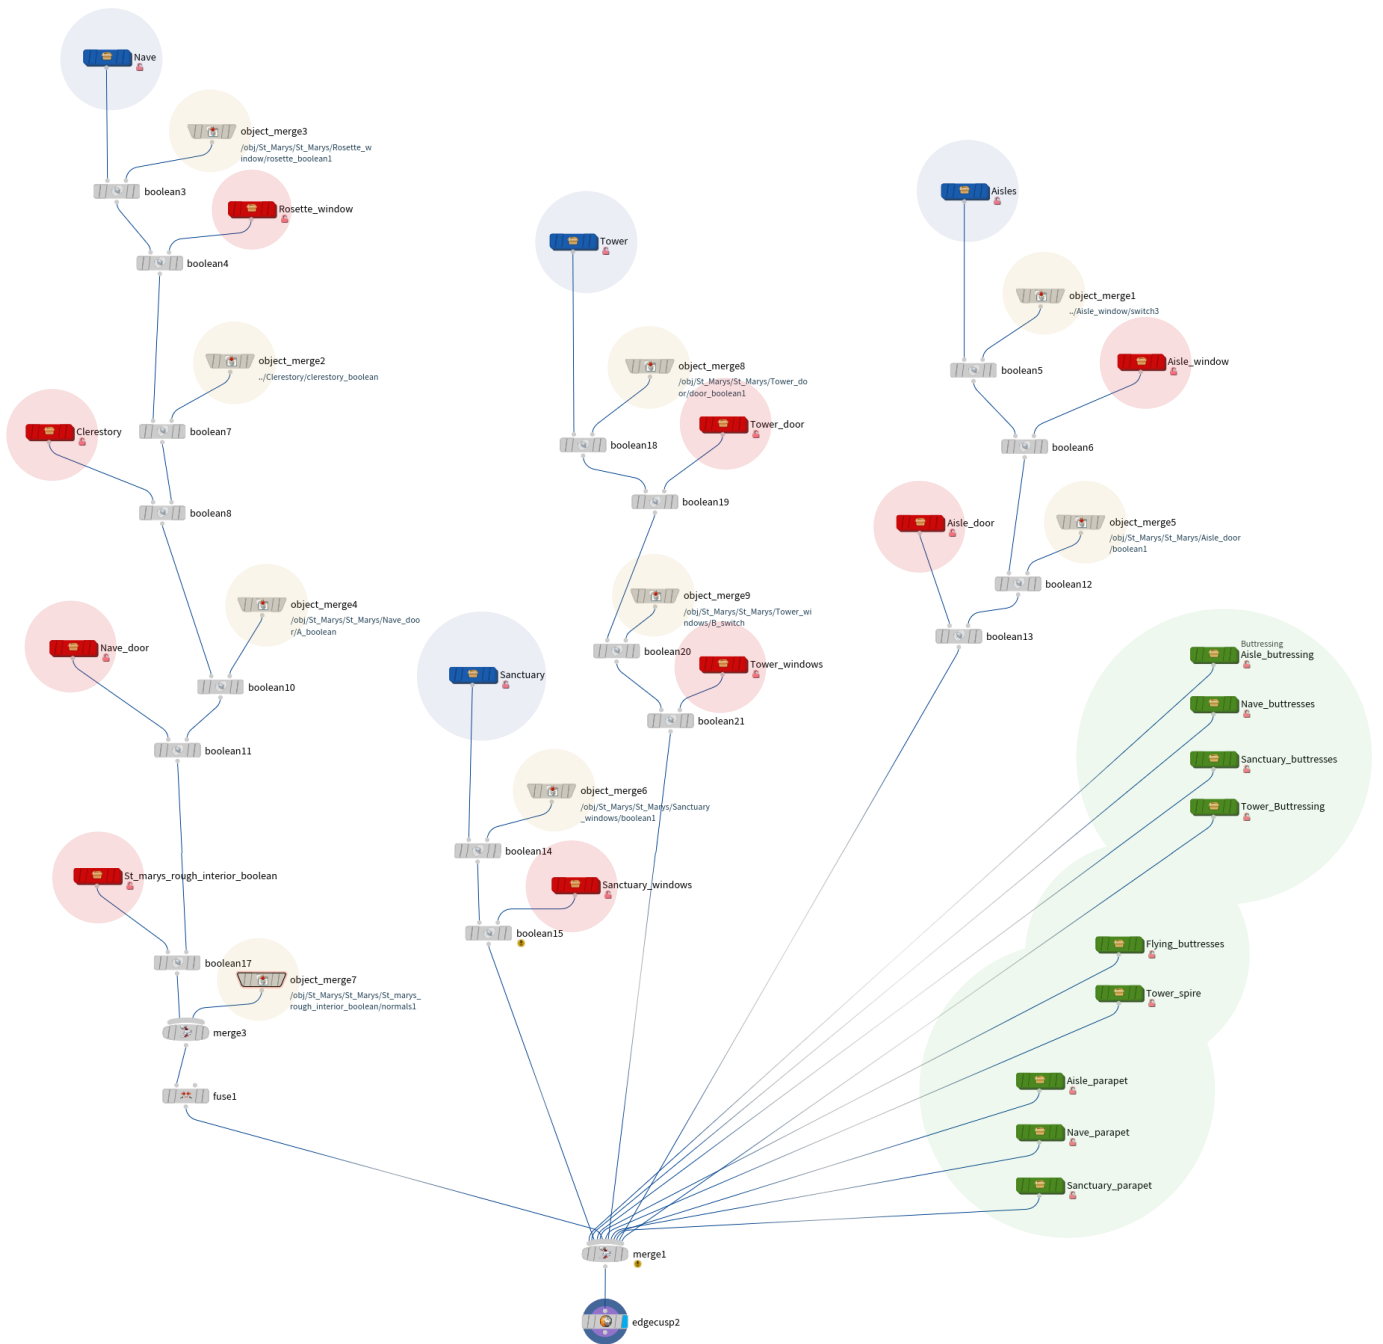 Nave
object_merge3
/obj/St_Marys/St_Marys/Rosette_w
indow/rosette_boolean1
boolean3
Rosette_window
boolean4
object_merge2
../Clerestory/clerestory_boolean
Clerestory
boolean7
boolean8
object_merge4
/obj/St_Marys/St_Marys/Nave_doo
r/A_boolean
Nave_door
boolean10
boolean11
St_marys_rough_interior_boolean
boolean17
object_merge7
/obj/St_Marys/St_Marys/St_marys_
rough_interior_boolean/normals1
merge3
fuse1
Tower
object_merge8
/obj/St_Marys/St_Marys/Tower_do
or/door_boolean1
Tower_door
boolean18
boolean19
object_merge9
/obj/St_Marys/St_Marys/Tower_wi
ndows/B_switch
boolean20
Tower_windows
boolean21
Sanctuary
object_merge6
/obj/St_Marys/St_Marys/Sanctuary
_windows/boolean1
boolean14
Sanctuary_windows
boolean15
Aisles
object_merge1
../Aisle_window/switch3
Aisle_window
boolean5
boolean6
Aisle_door
object_merge5
/obj/St_Marys/St_Marys/Aisle_door
/boolean1
boolean12
boolean13
Buttressing
Aisle_butressing
Nave_buttresses
Sanctuary_buttresses
Tower_Buttressing
Flying_buttresses
Tower_spire
Aisle_parapet
Nave_parapet
Sanctuary_parapet
merge1
edgecusp2